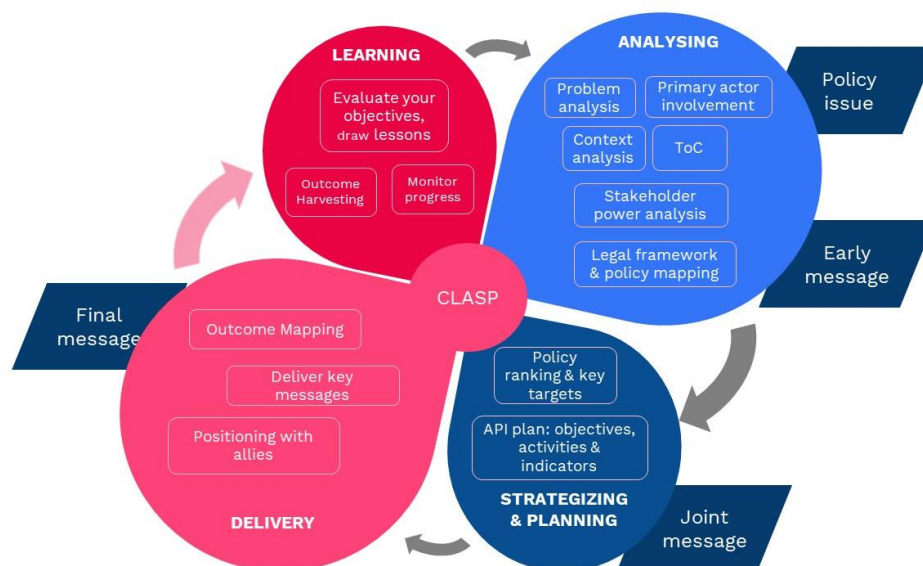 LEARNING
Evaluate your
objectives,
draw lessons
Outcome
Harvesting
Monitor
progress
ANALYSING
Problem
analysis
Primary actor
involvement
Context
analysis
ToC
Stakeholder
power analysis
Legal framework
& policy mapping
Policy
issue
Early
message
CLASP
Final
message
Outcome Mapping
Deliver key
messages
Positioning with
allies
DELIVERY
Policy
ranking & key
targets
API plan: objectives,
activities &
indicators
STRATEGIZING
& PLANNING
Joint
message